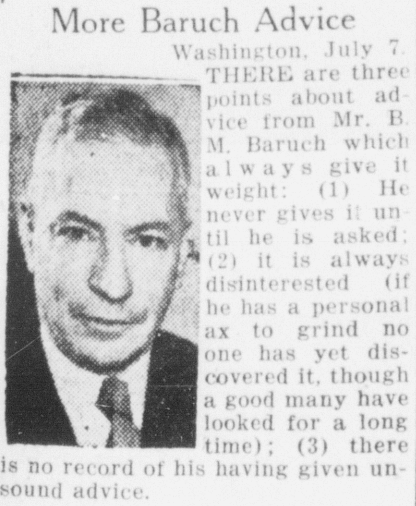 More Baruch Advice
Washington, July 7.
THERE are three
points about ad-
vice from Mr. B.
M. Baruch which
always give it
weight: (1) He
never gives it un-
til he is asked;
(2) it is always
disinterested (if
he has a personal
ax to grind no
one has yet dis-
covered it, though
a good many have
looked for a long
time); (3) there
is no record of his having given un-
sound advice.